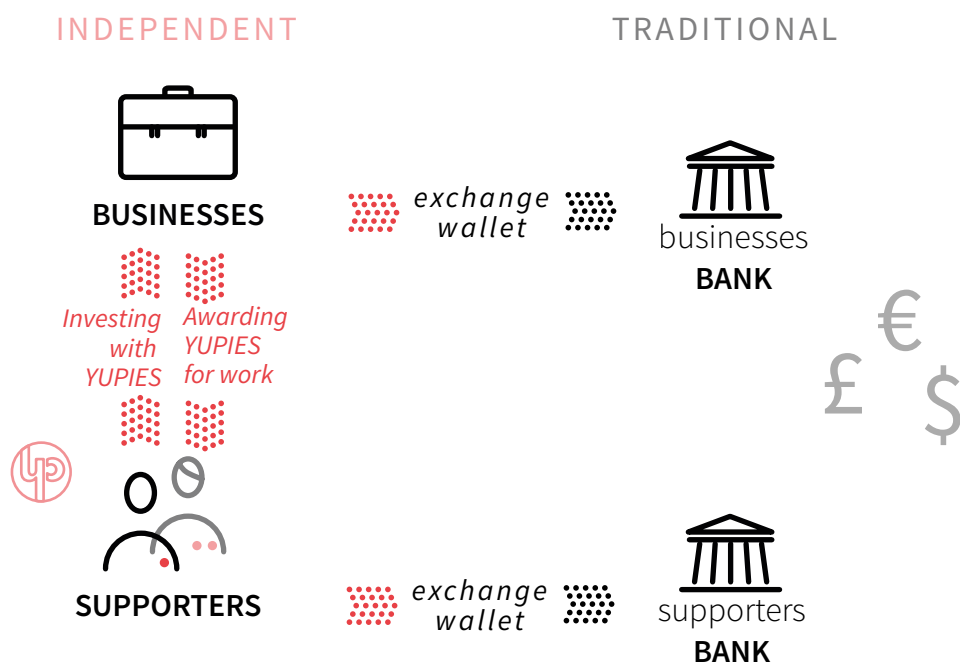 INDEPENDENT
TRADITIONAL
BUSINESSES
exchange
wallet
businesses
BANK
Investing
with
YUPIES
Awarding
YUPIES
for work
€
£
$
yp
SUPPORTERS
exchange
wallet
supporters
BANK